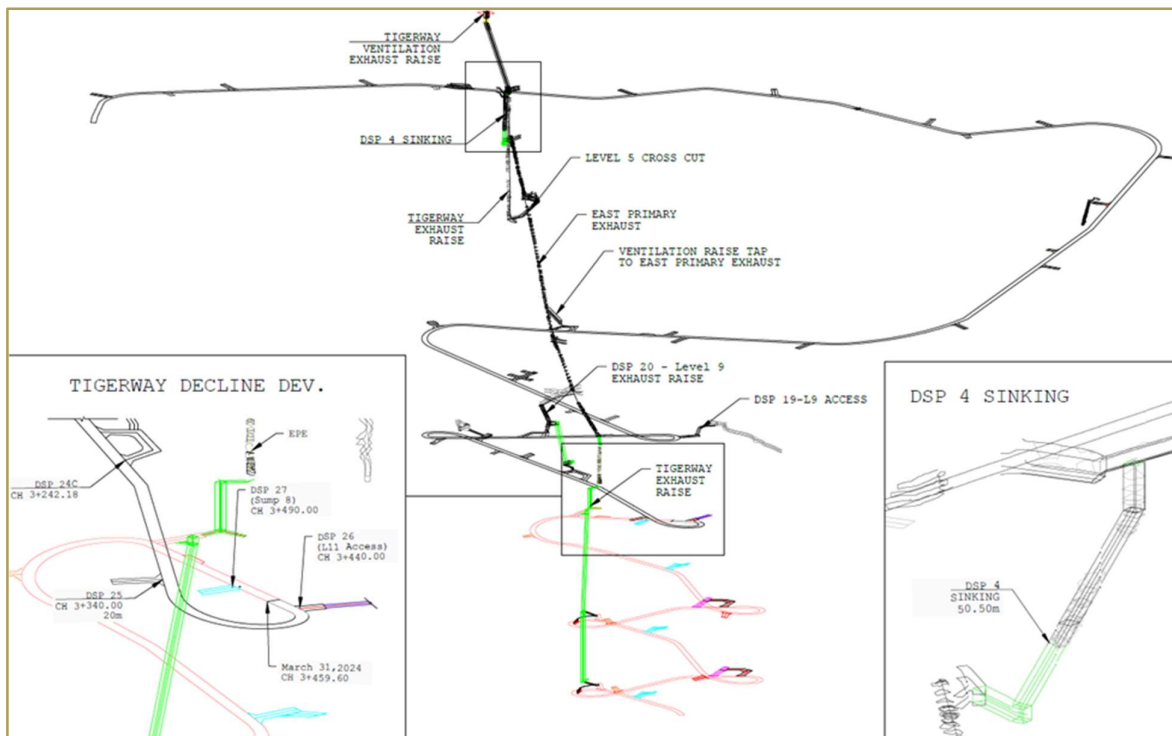 TIGERWAY
VENTILATION
EXHAUST RAISE
DSP 4 SINKING
LEVEL 5 CROSS CUT
TIGERWAY
EXHAUST
RAISE
EAST PRIMARY
EXHAUST
VENTILATION RAISE TAP
TO EAST PRIMARY EXHAUST
DSP 20 - Level 9
EXHAUST RAISE
DSP 19-L9 ACCESS
TIGERWAY
EXHAUST
RAISE
TIGERWAY DECLINE DEV.
EPE
DSP 24C
CH 3+242.18
DSP 27
(Sump 8)
CH 3+490.00
DSP 26
(L11 Access)
CH 3+440.00
DSP 25
CH 3+340.00
20m
March 31,2024
CH 3+459.60
DSP 4 SINKING
DSP 4
SINKING
50.50m